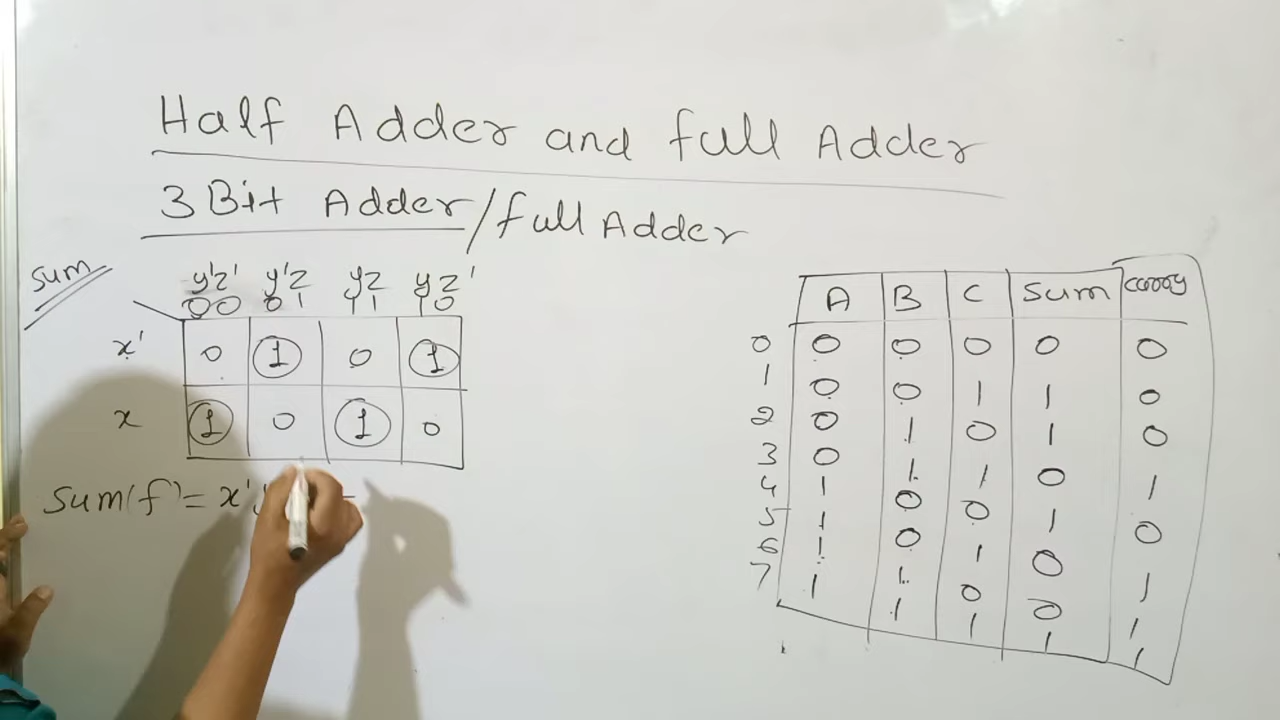 Half Adder and full Adder
3 Bit Adder/full Adder
sum
y'z' y'z yz yz'
00 01 11 10
x' 0 1 0 1
x 1 0 1 0
sum(f)= x'
A B C Sum carry
0 0 0 0 0 0
1 0 0 1 1 0
2 0 1 0 1 0
3 0 1 1 0 1
4 1 0 0 1 0
5 1 0 1 0 1
6 1 1 0 0 1
7 1 1 1 1 1